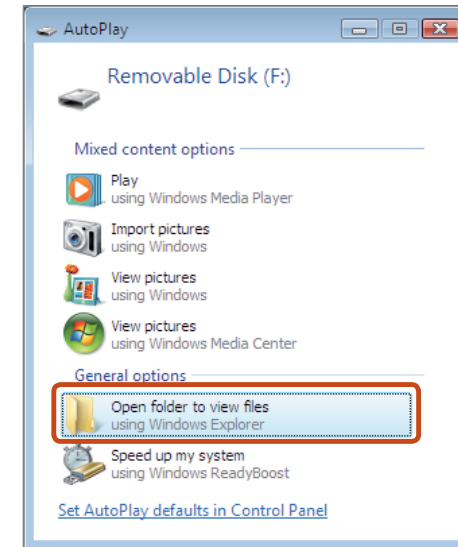 AutoPlay
Removable Disk (F:)
Mixed content options
Play
using Windows Media Player
Import pictures
using Windows
View pictures
using Windows
View pictures
using Windows Media Center
General options
Open folder to view files
using Windows Explorer
Speed up my system
using Windows ReadyBoost
Set AutoPlay defaults in Control Panel